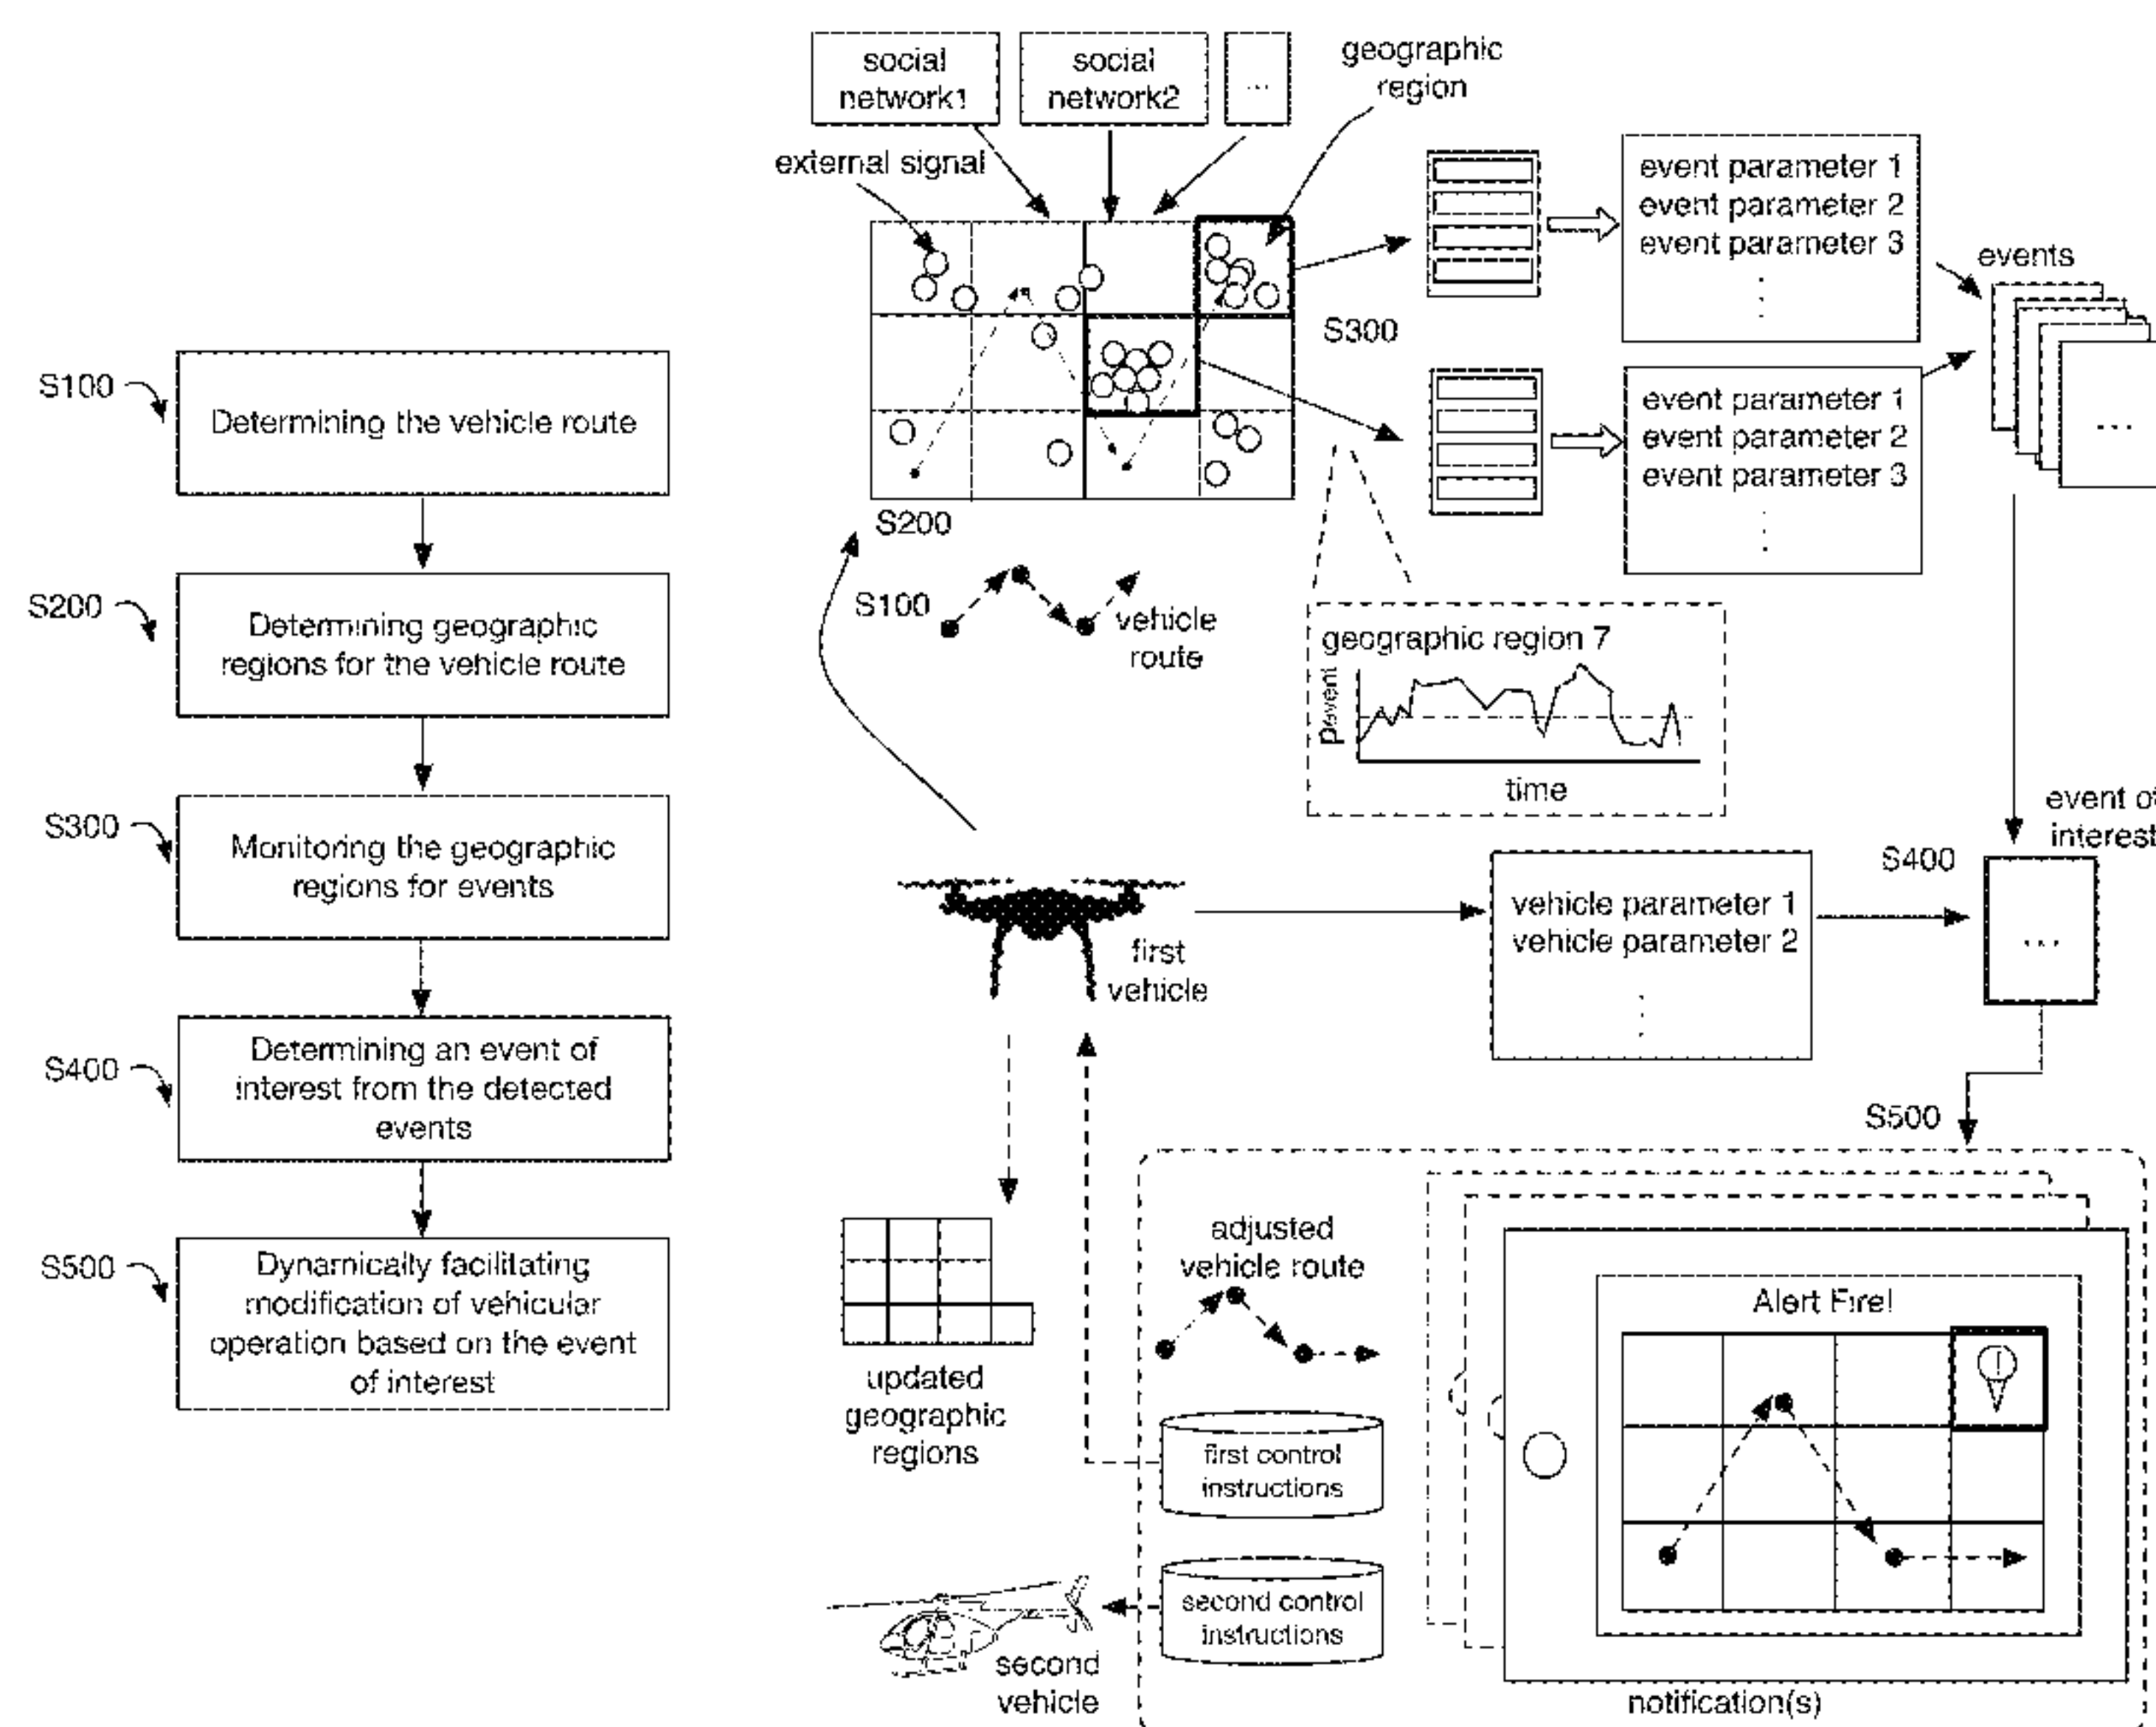 S100
Determining the vehicle route
S200
Determining geographic
regions for the vehicle route
S300
Monitoring the geographic
regions for events
S400
Determining an event of
interest from the detected
events
S500
Dynamically facilitating
modification of vehicular
operation based on the event
of interest
social
network1
social
network2
...
geographic
region
external signal
event parameter 1
event parameter 2
event parameter 3
events
S300
event parameter 1
event parameter 2
event parameter 3
...
S200
S100
vehicle
route
geographic region 7
pevent
time
event of
interest
S400
vehicle parameter 1
vehicle parameter 2
...
first
vehicle
S500
adjusted
vehicle route
Alert Fire!
!
updated
geographic
regions
first control
instructions
second control
instructions
second
vehicle
notification(s)